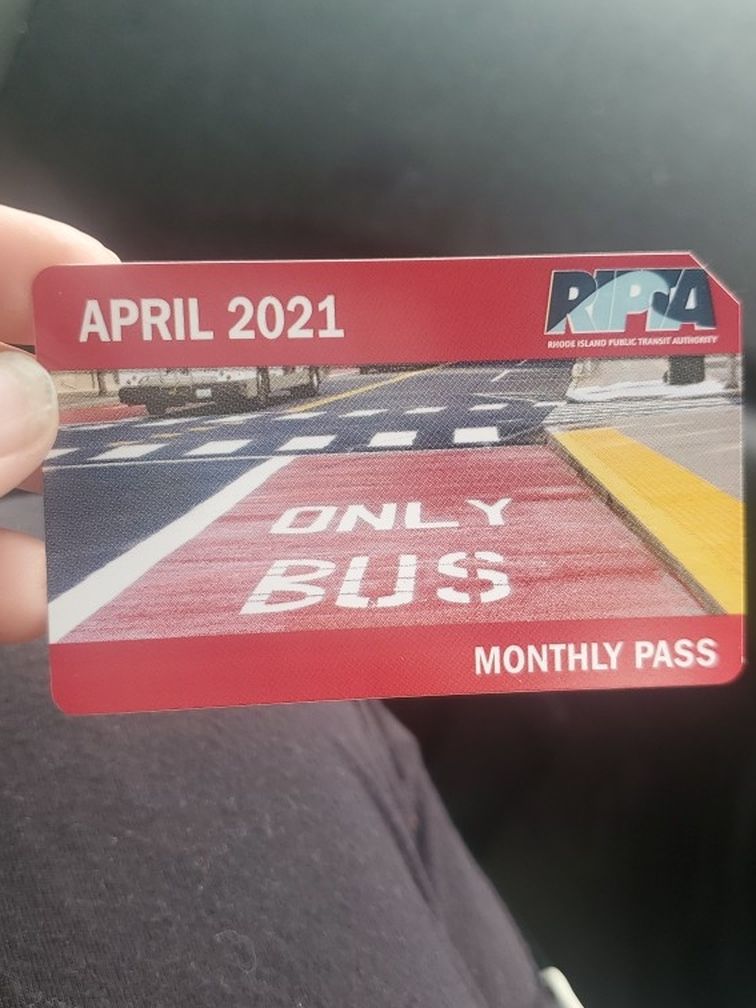 APRIL 2021
RIPTA
RHODE ISLAND PUBLIC TRANSIT AUTHORITY
ONLY
BUS
MONTHLY PASS